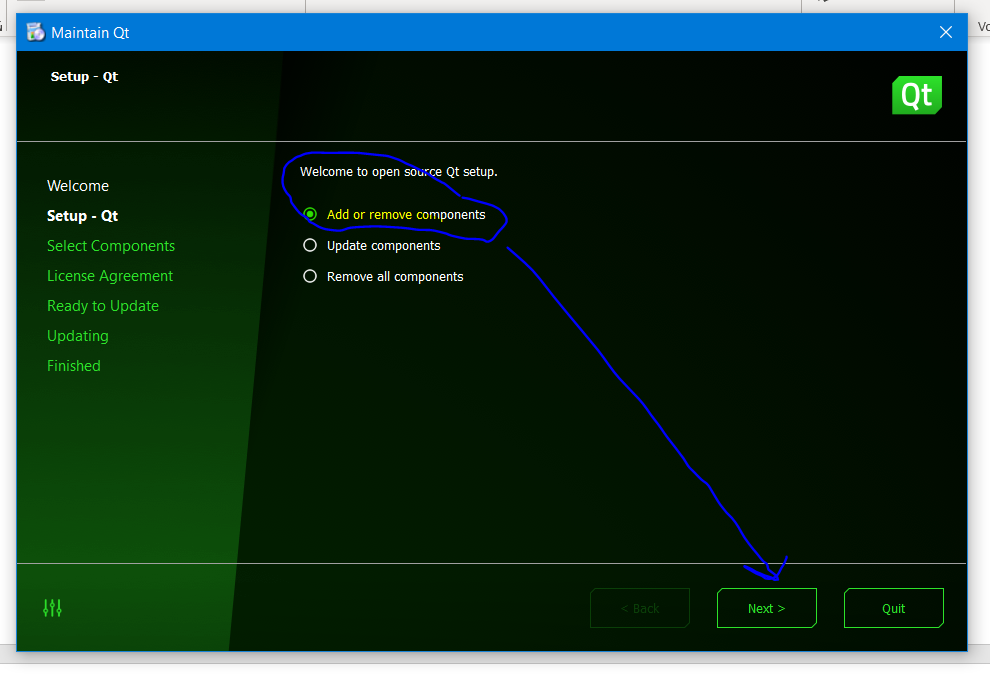 Maintain Qt
Vo
Setup - Qt
Qt
Welcome
Setup - Qt
Select Components
License Agreement
Ready to Update
Updating
Finished
Welcome to open source Qt setup.
Add or remove components
Update components
Remove all components
< Back
Next >
Quit